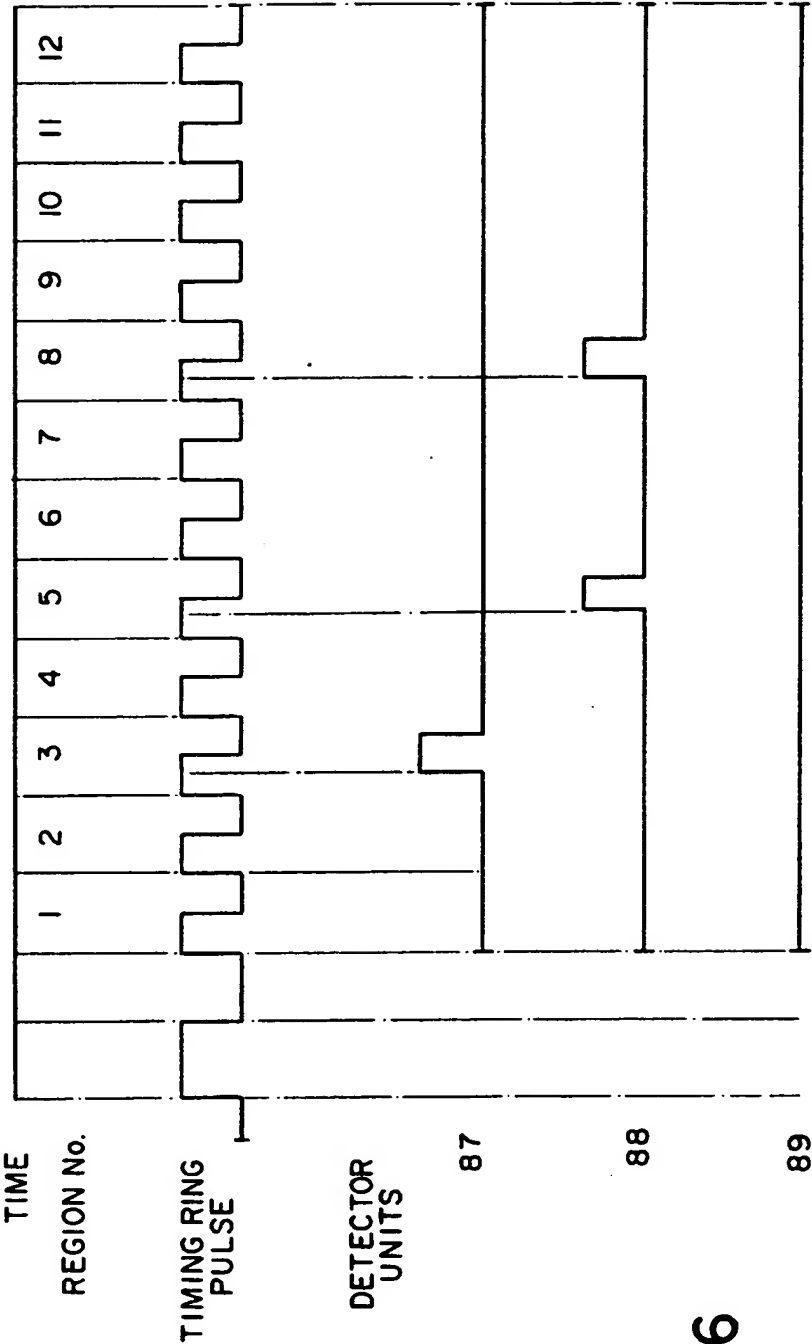 TIME
REGION No.
1 2 3 4 5 6 7 8 9 10 11 12
TIMING RING
PULSE
DETECTOR
UNITS
87
88
89
6